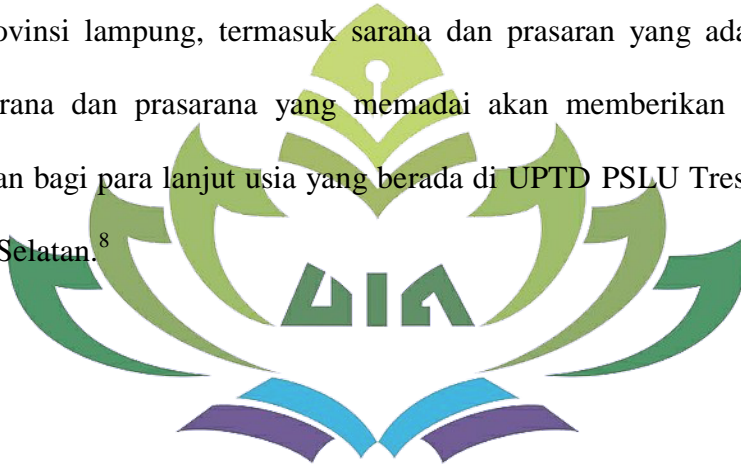 ovinsi lampung, termasuk sarana dan prasaran yang ada
rana dan prasarana yang memadai akan memberikan
an bagi para lanjut usia yang berada di UPTD PSLU Tres
Selatan.⁸
UIN